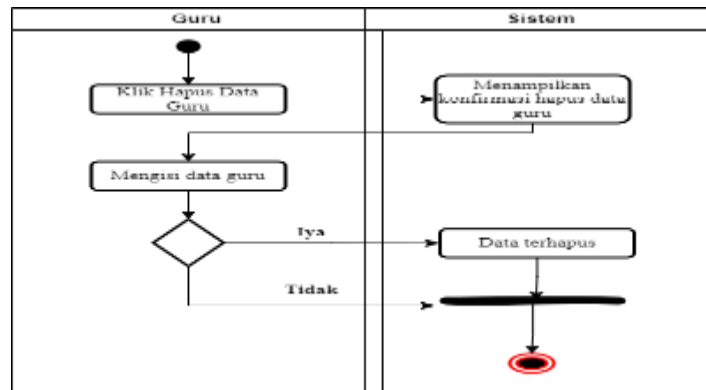 Guru
Sistem
Klik Hapus Data
Guru
Menampilkan
konfirmasi hapus data
guru
Mengisi data guru
Iya
Data terhapus
Tidak